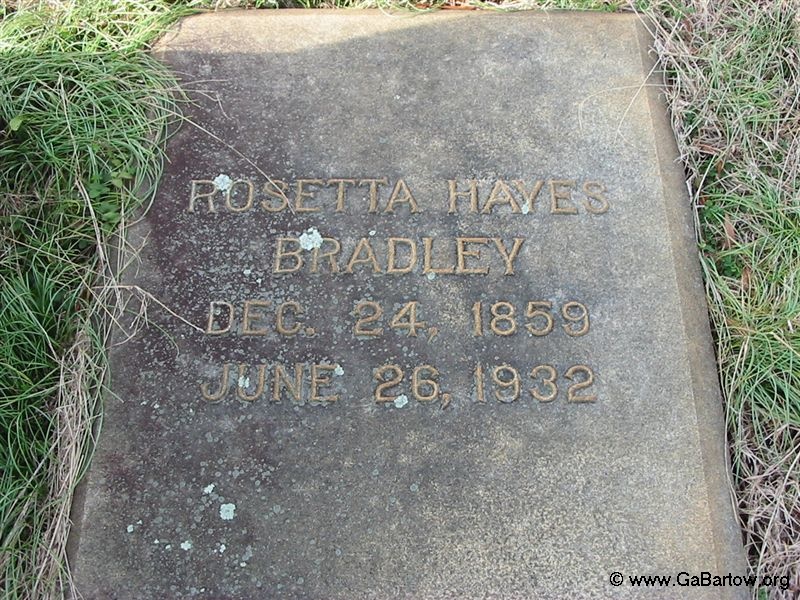 ROSETTA HAYES
BRADLEY
DEC. 24, 1859
JUNE 26, 1932
© www.GaBartow.org